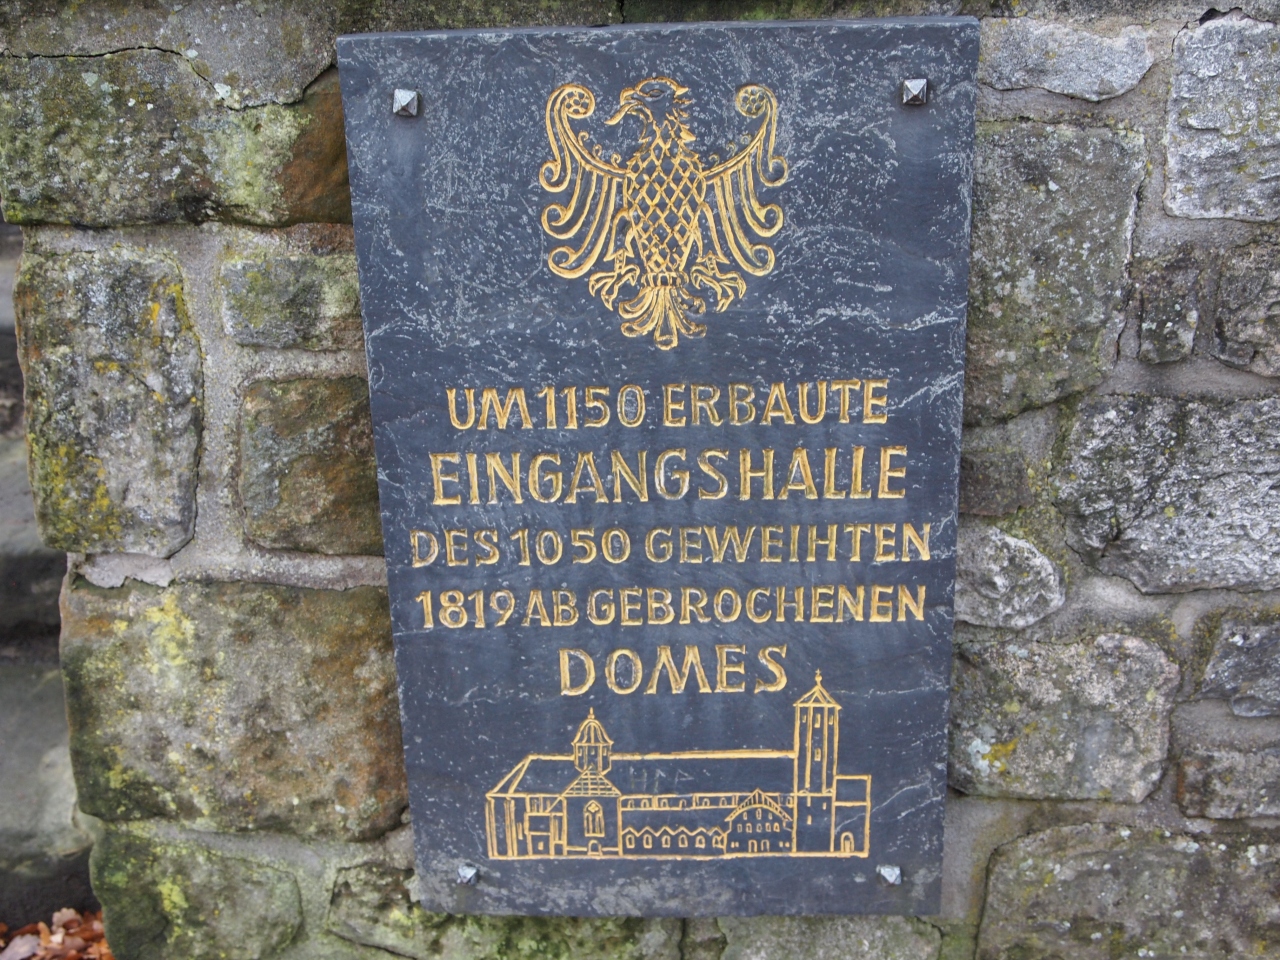 UM 1150 ERBAUTE
EINGANGSHALLE
DES 1050 GEWEIHTEN
1819 ABGEBROCHENEN
DOMES